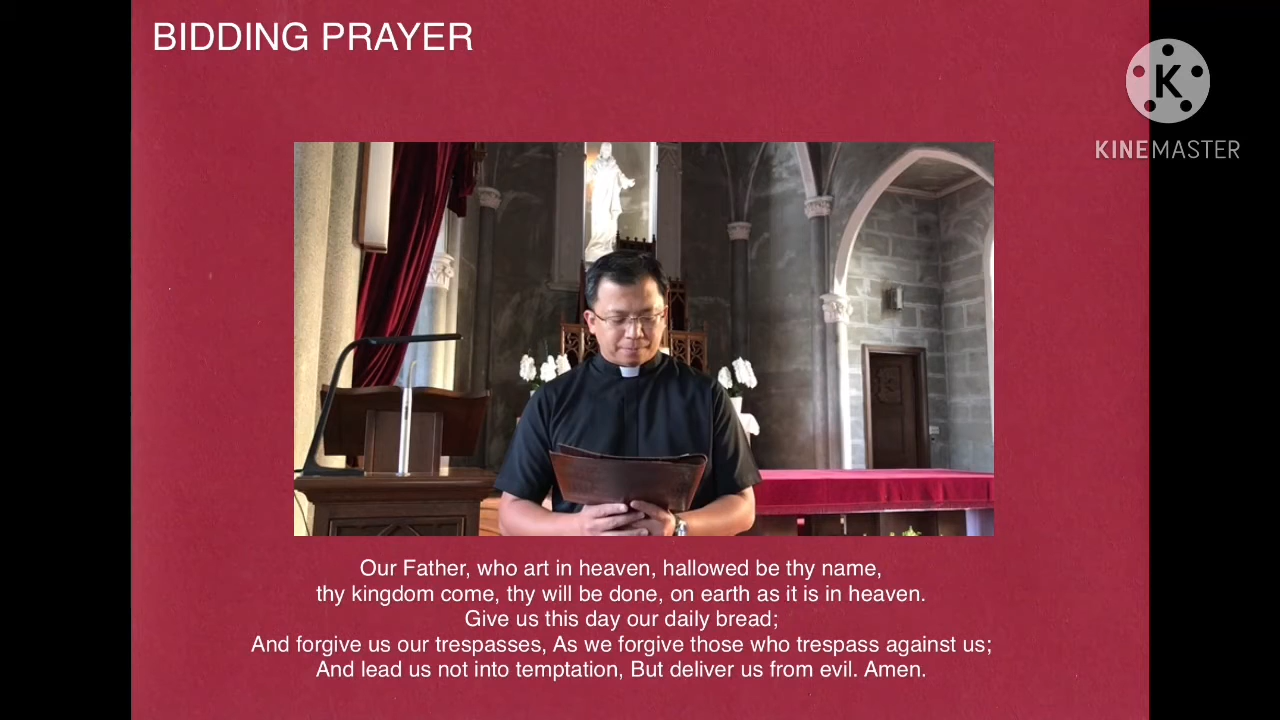 BIDDING PRAYER
K
KINEMASTER
Our Father, who art in heaven, hallowed be thy name,
thy kingdom come, thy will be done, on earth as it is in heaven.
Give us this day our daily bread;
And forgive us our trespasses, As we forgive those who trespass against us;
And lead us not into temptation, But deliver us from evil. Amen.